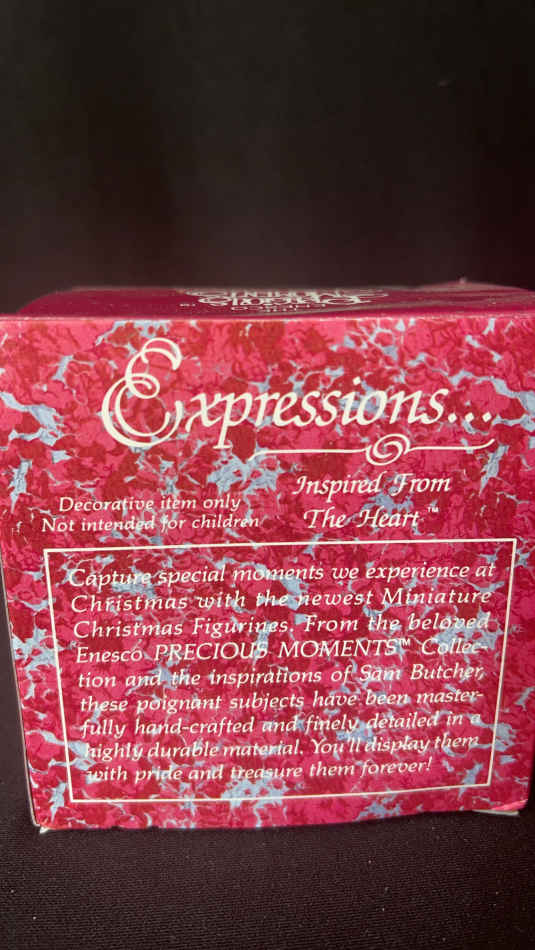 PRECIOUS
MOMENTS
ENESCO
Expressions...
Inspired From
The Heart™
Decorative item only
Not intended for children
Capture special moments we experience at
Christmas with the newest Miniature
Christmas Figurines. From the beloved
Enesco PRECIOUS MOMENTS™ Collec-
tion and the inspirations of Sam Butcher,
these poignant subjects have been master-
fully hand-crafted and finely detailed in a
highly durable material. You'll display them
with pride and treasure them forever!